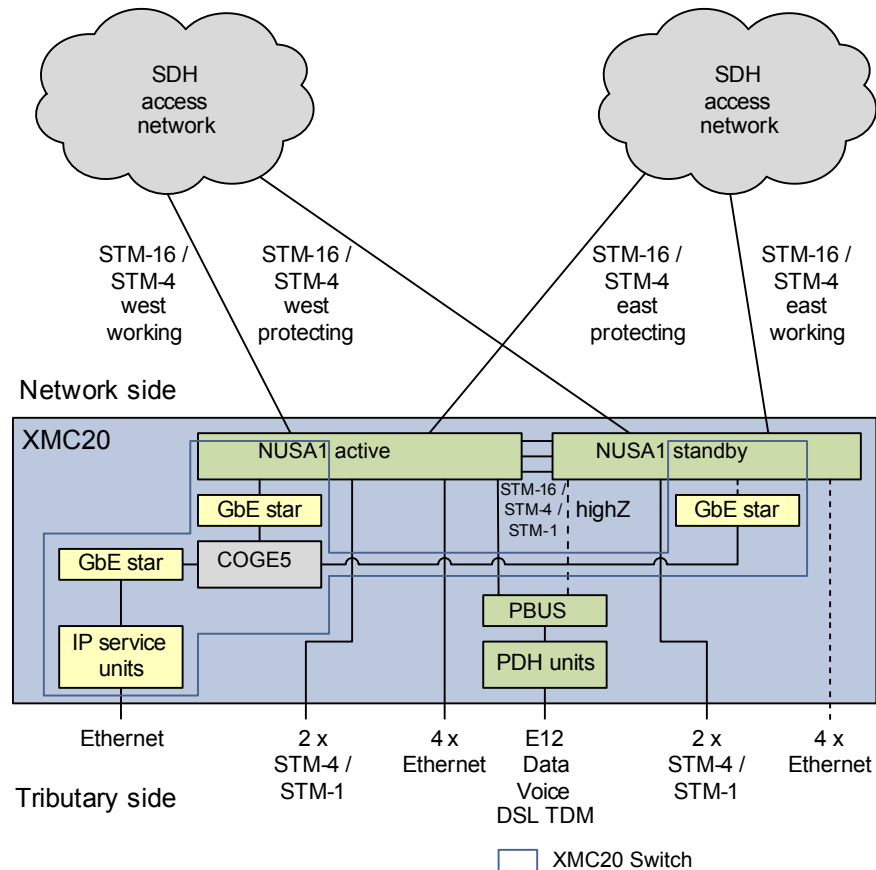 SDH
access
network
SDH
access
network
STM-16 /
STM-4
west
working
STM-16 /
STM-4
west
protecting
STM-16 /
STM-4
east
protecting
STM-16 /
STM-4
east
working
Network side
XMC20
NUSA1 active
NUSA1 standby
STM-16 /
STM-4 /
STM-1
highZ
GbE star
GbE star
GbE star
COGE5
PBUS
IP service
units
PDH units
Ethernet
2 x
STM-4 /
STM-1
4 x
Ethernet
E12
Data
Voice
DSL TDM
2 x
STM-4 /
STM-1
4 x
Ethernet
Tributary side
XMC20 Switch